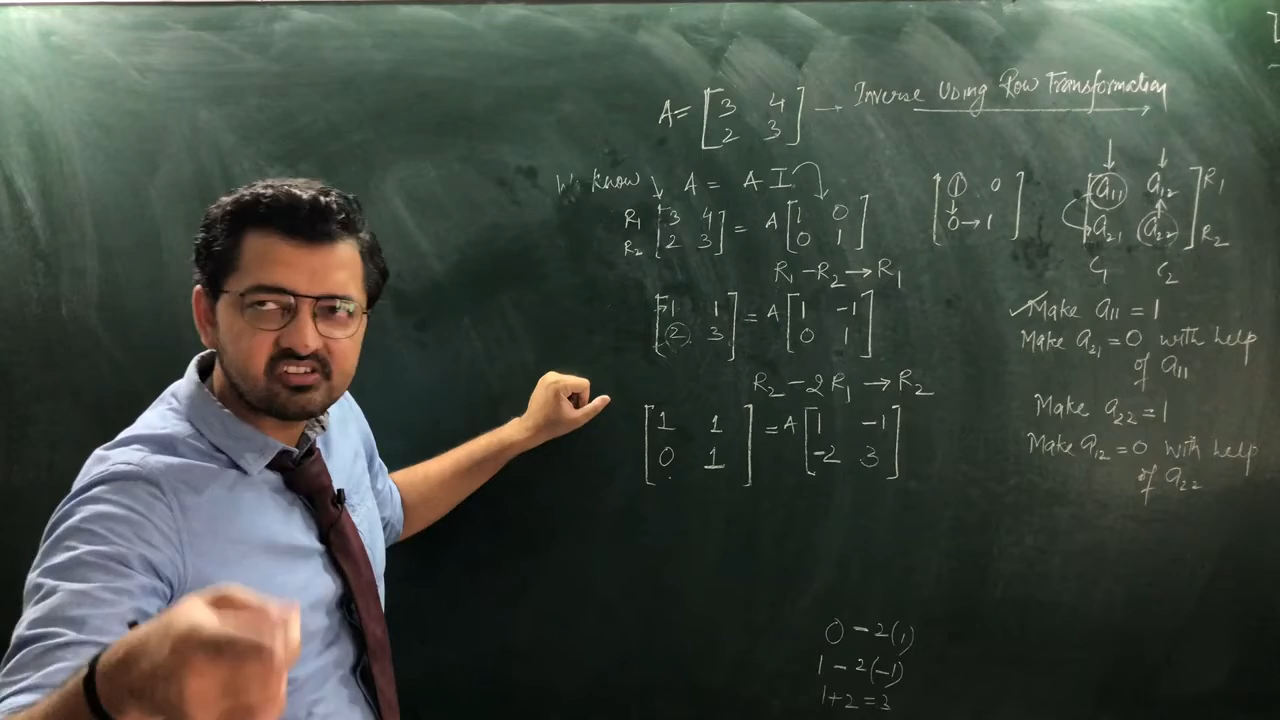 A = [3 4 → Inverse Using Row Transformation
2 3]
We know A = A I
R1 [3 4 = A [1 0
R2 2 3] 0 1]
R1 - R2 → R1
[1 1 = A [1 -1
2 3] 0 1]
R2 - 2R1 → R2
[1 1 = A [1 -1
0 1] -2 3]
0 - 2(1)
1 - 2(-1)
1+2 = 3
[1 0
0 → 1]
[a11 a12 R1
a21 a22] R2
C1 C2
✓Make a11 = 1
Make a21 = 0 with help
of a11
Make a22 = 1
Make a12 = 0 with help
of a22